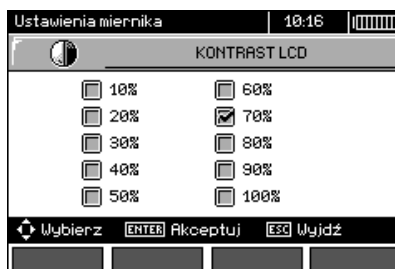 Ustawienia miernika 10:16
KONTRAST LCD
10% 60%
20% 70%
30% 80%
40% 90%
50% 100%
Wybierz ENTER Akceptuj ESC Wyjdź